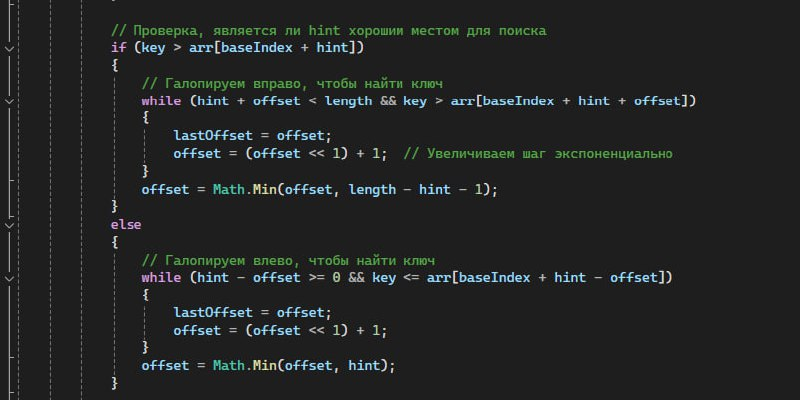 // Проверка, является ли hint хорошим местом для поиска
if (key > arr[baseIndex + hint])
{
// Галопируем вправо, чтобы найти ключ
while (hint + offset < length && key > arr[baseIndex + hint + offset])
{
lastOffset = offset;
offset = (offset << 1) + 1;  // Увеличиваем шаг экспоненциально
}
offset = Math.Min(offset, length - hint - 1);
}
else
{
// Галопируем влево, чтобы найти ключ
while (hint - offset >= 0 && key <= arr[baseIndex + hint - offset])
{
lastOffset = offset;
offset = (offset << 1) + 1;
}
offset = Math.Min(offset, hint);
}